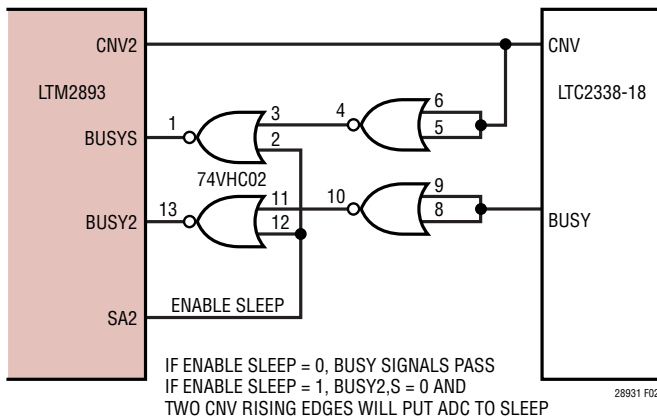 CNV2
CNV
LTM2893
LTC2338-18
6
4
3
5
1
BUSYS
2
74VHC02
9
11
10
13
BUSY2
12
8
BUSY
ENABLE SLEEP
SA2
IF ENABLE SLEEP = 0, BUSY SIGNALS PASS
IF ENABLE SLEEP = 1, BUSY2,S = 0 AND
TWO CNV RISING EDGES WILL PUT ADC TO SLEEP
28931 F02